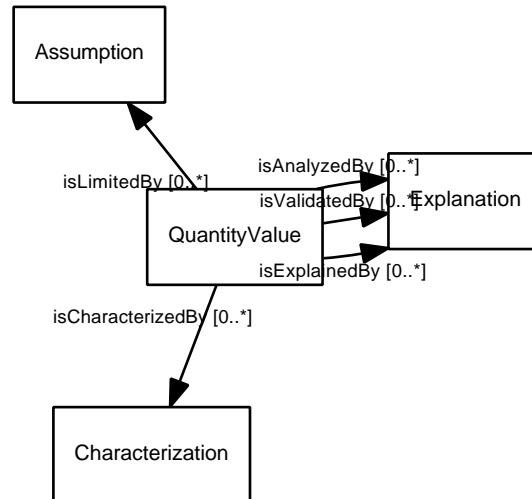 Assumption
isLimitedBy [0..*]
isAnalyzedBy [0..*]
isValidatedBy [0..*]
Explanation
QuantityValue
isExplainedBy [0..*]
isCharacterizedBy [0..*]
Characterization